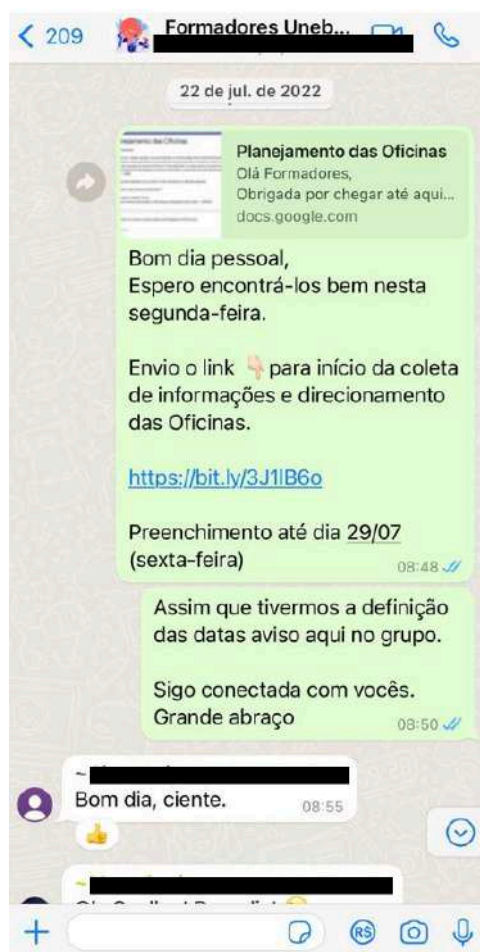 209
Formadores Uneb...
22 de jul. de 2022
Planejamento das Oficinas
Olá Formadores,
Obrigada por chegar até aqui...
docs.google.com
Bom dia pessoal,
Espero encontrá-los bem nesta
segunda-feira.
Envio o link 👇🏻 para início da coleta
de informações e direcionamento
das Oficinas.
https://bit.ly/3J1lB6o
Preenchimento até dia 29/07
(sexta-feira)
08:48
Assim que tivermos a definição
das datas aviso aqui no grupo.
Sigo conectada com vocês.
Grande abraço
08:50
~
Bom dia, ciente.
08:55
👍
~
R$